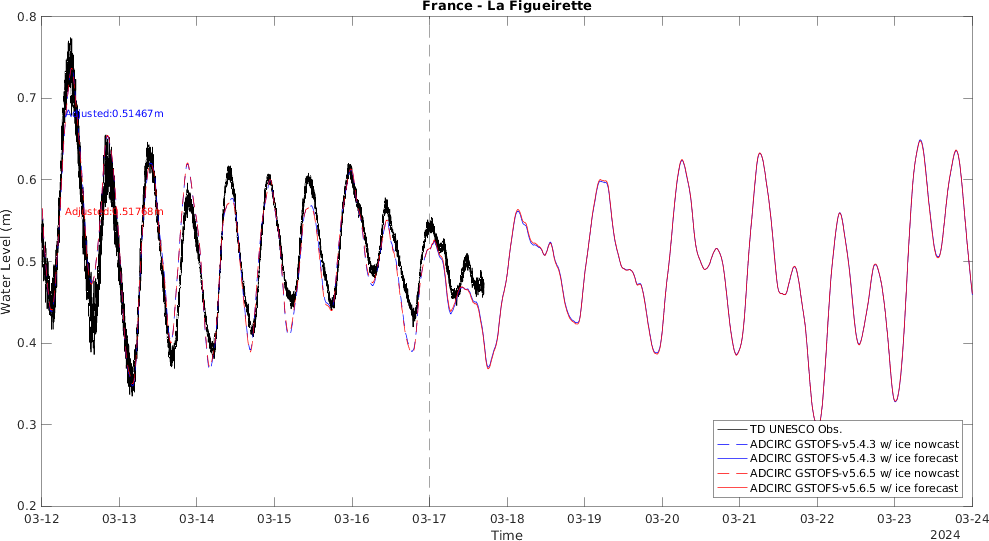 France - La Figueirette
0.8
0.7
0.6
0.5
0.4
0.3
0.2
Water Level (m)
Adjusted:0.51467m
Adjusted:0.51768m
TD UNESCO Obs.
ADCIRC GSTOFS-v5.4.3 w/ ice nowcast
ADCIRC GSTOFS-v5.4.3 w/ ice forecast
ADCIRC GSTOFS-v5.6.5 w/ ice nowcast
ADCIRC GSTOFS-v5.6.5 w/ ice forecast
03-12 03-13 03-14 03-15 03-16 03-17 03-18 03-19 03-20 03-21 03-22 03-23 03-24
Time
2024